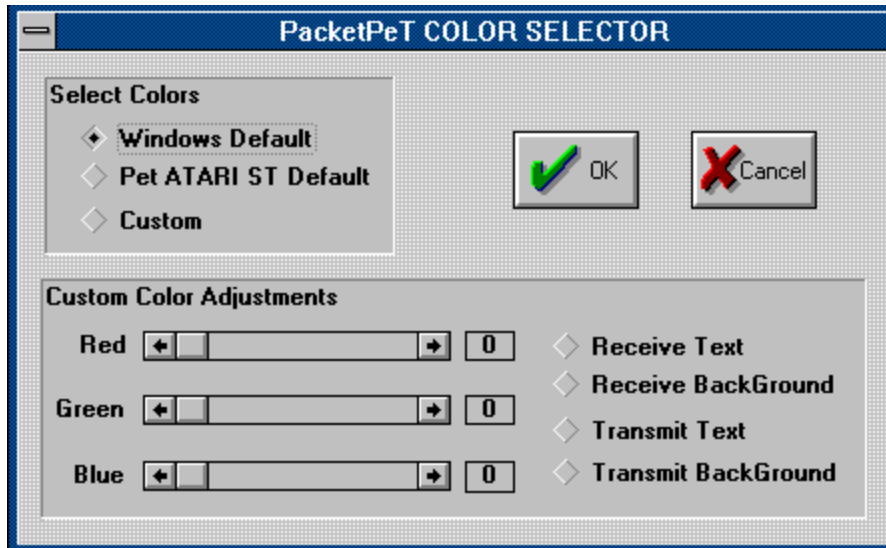 PacketPeT COLOR SELECTOR
Select Colors
Windows Default
Pet ATARI ST Default
Custom
OK
Cancel
Custom Color Adjustments
Red 0
Green 0
Blue 0
Receive Text
Receive BackGround
Transmit Text
Transmit BackGround